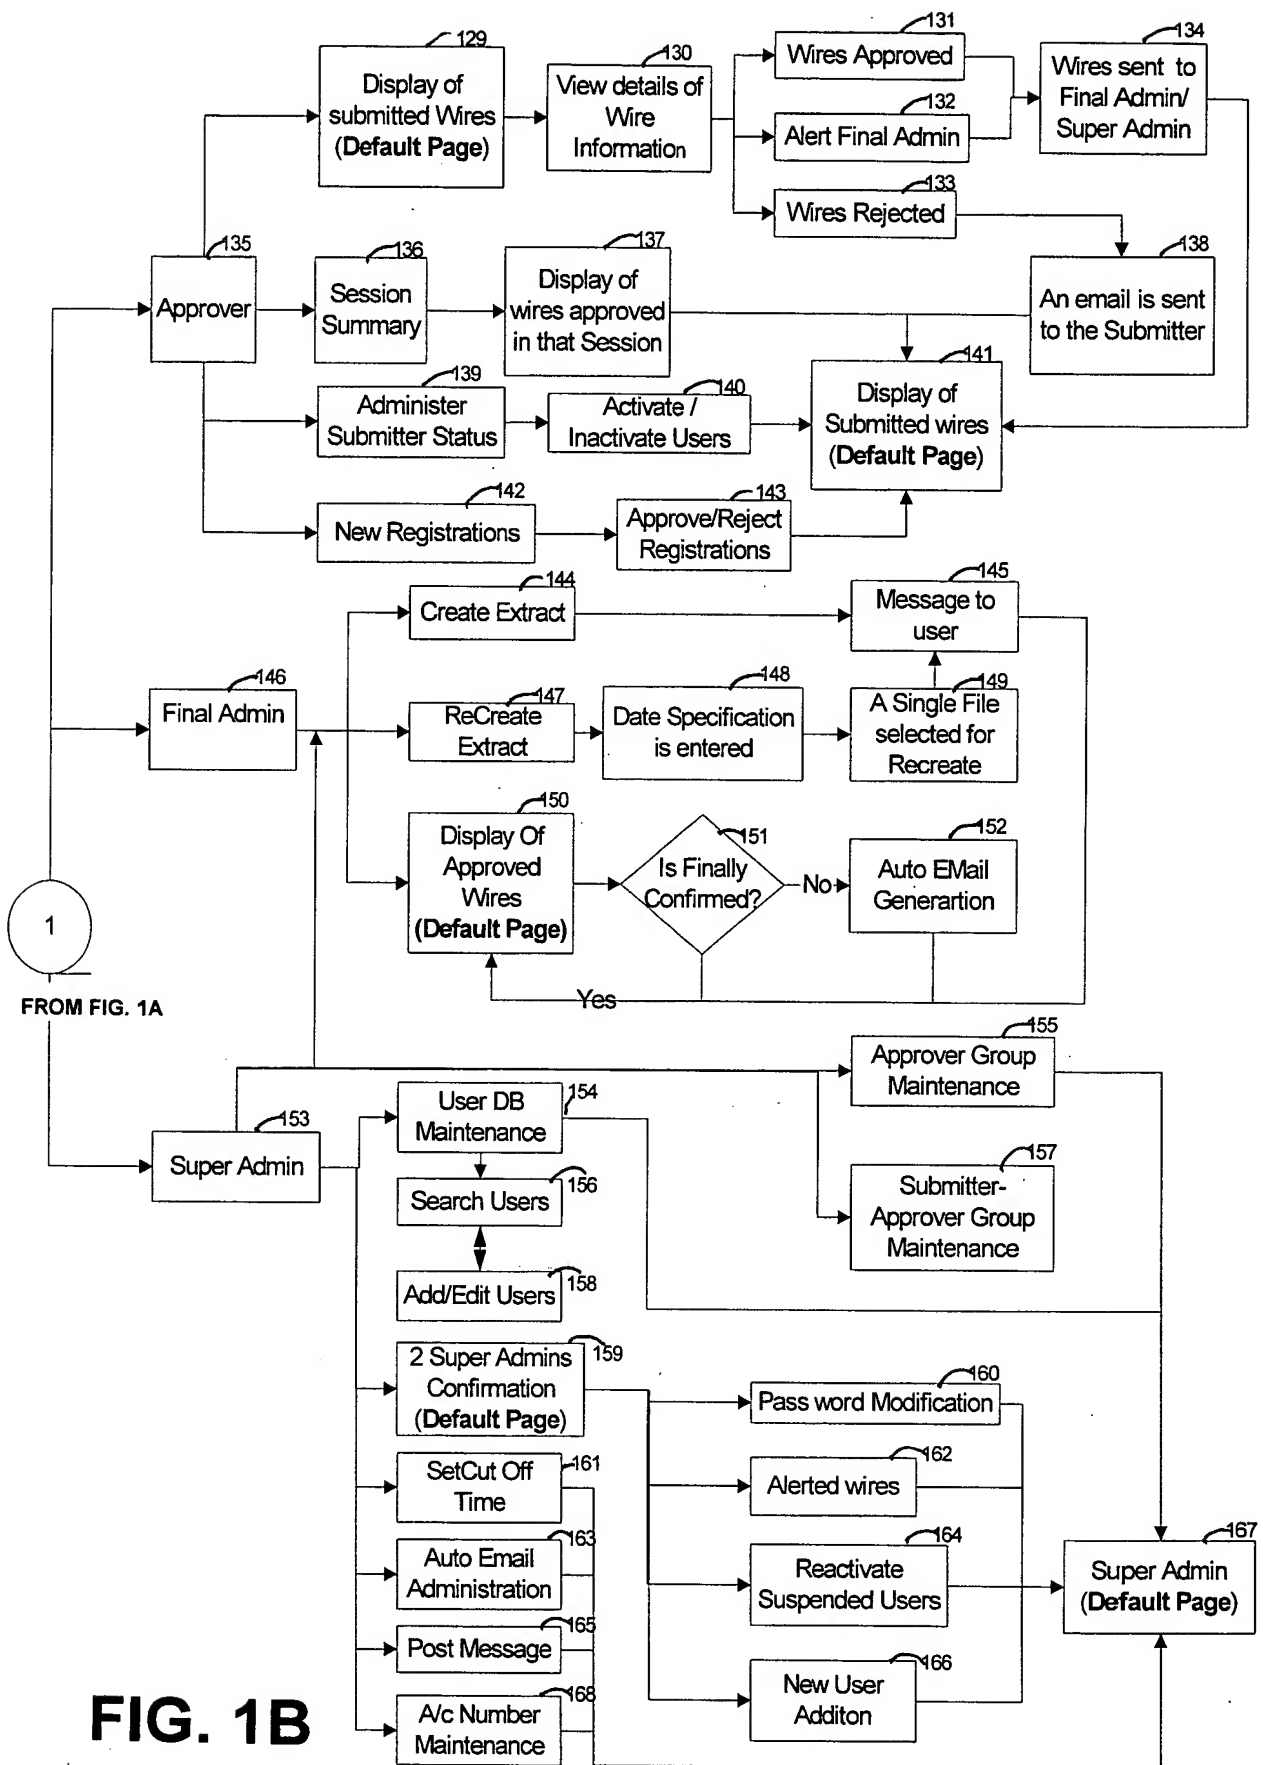 129
Display of
submitted Wires
(Default Page)
130
View details of
Wire
Information
131
Wires Approved
132
Alert Final Admin
133
Wires Rejected
134
Wires sent to
Final Admin/
Super Admin
135
Approver
136
Session
Summary
137
Display of
wires approved
in that Session
138
An email is sent
to the Submitter
139
Administer
Submitter Status
140
Activate /
Inactivate Users
141
Display of
Submitted wires
(Default Page)
142
New Registrations
143
Approve/Reject
Registrations
144
Create Extract
145
Message to
user
146
Final Admin
147
ReCreate
Extract
148
Date Specification
is entered
149
A Single File
selected for
Recreate
150
Display Of
Approved
Wires
(Default Page)
151
Is Finally
Confirmed?
No
152
Auto EMail
Generartion
Yes
1
FROM FIG. 1A
153
Super Admin
154
User DB
Maintenance
155
Approver Group
Maintenance
156
Search Users
157
Submitter-
Approver Group
Maintenance
158
Add/Edit Users
159
2 Super Admins
Confirmation
(Default Page)
160
Pass word Modification
161
SetCut Off
Time
162
Alerted wires
163
Auto Email
Administration
164
Reactivate
Suspended Users
165
Post Message
166
New User
Additon
167
Super Admin
(Default Page)
168
A/c Number
Maintenance
FIG. 1B